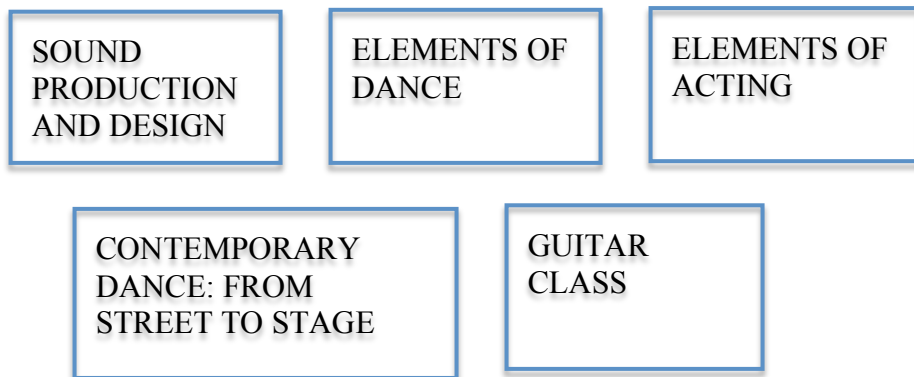 SOUND
PRODUCTION
AND DESIGN
ELEMENTS OF
DANCE
ELEMENTS OF
ACTING
CONTEMPORARY
DANCE: FROM
STREET TO STAGE
GUITAR
CLASS